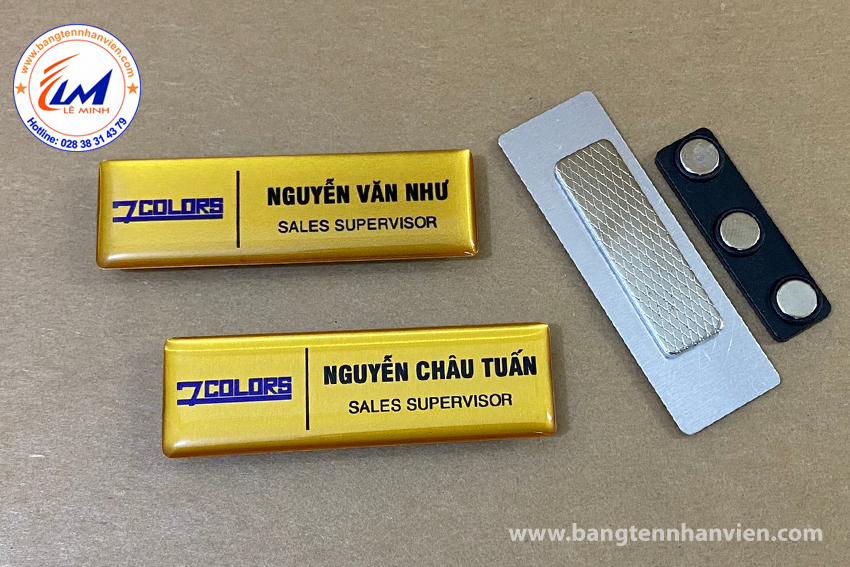 www.bangtennhanvien.com
LM
LÊ MINH
Hotline: 028 38 31 43 79
7COLORS
NGUYỄN VĂN NHƯ
SALES SUPERVISOR
7COLORS
NGUYỄN CHÂU TUẤN
SALES SUPERVISOR
www.bangtennhanvien.com